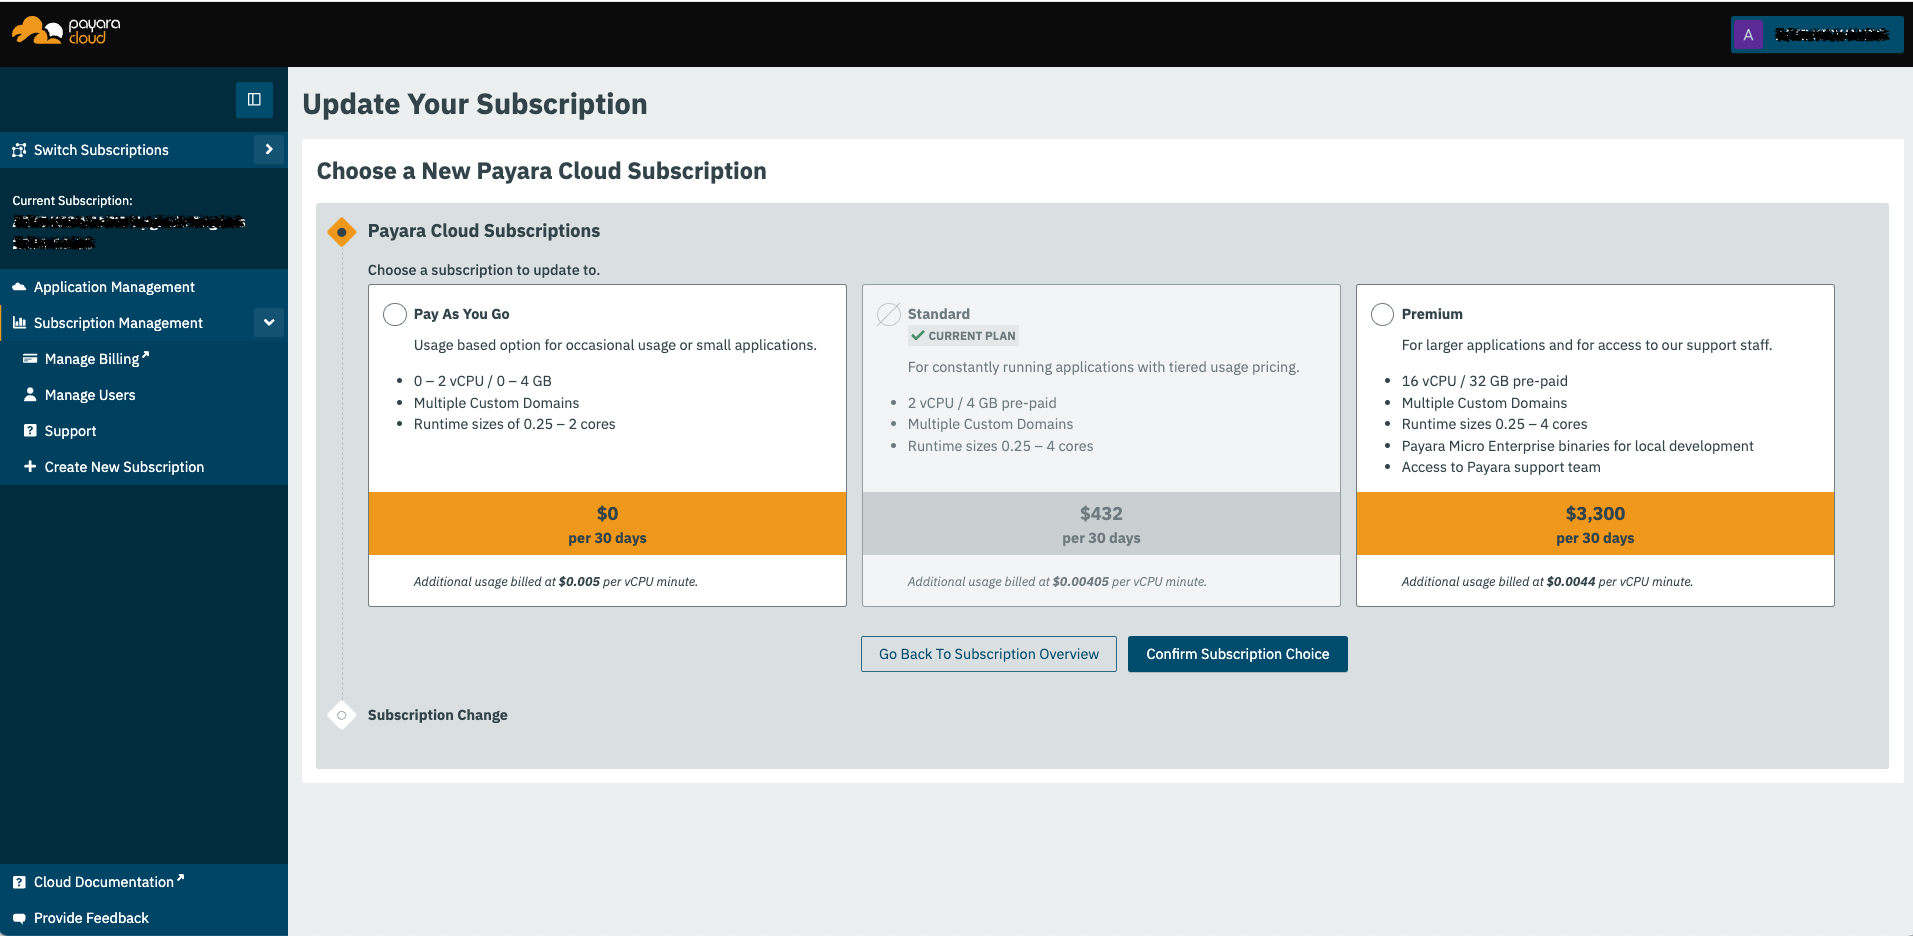 payara
cloud
A
Switch Subscriptions
Current Subscription:
Application Management
Subscription Management
Manage Billing
Manage Users
Support
Create New Subscription
Cloud Documentation
Provide Feedback
Update Your Subscription
Choose a New Payara Cloud Subscription
Payara Cloud Subscriptions
Choose a subscription to update to.
Pay As You Go
Usage based option for occasional usage or small applications.
• 0 – 2 vCPU / 0 – 4 GB
• Multiple Custom Domains
• Runtime sizes of 0.25 – 2 cores
$0
per 30 days
Additional usage billed at $0.005 per vCPU minute.
Standard
CURRENT PLAN
For constantly running applications with tiered usage pricing.
• 2 vCPU / 4 GB pre-paid
• Multiple Custom Domains
• Runtime sizes 0.25 – 4 cores
$432
per 30 days
Additional usage billed at $0.00405 per vCPU minute.
Premium
For larger applications and for access to our support staff.
• 16 vCPU / 32 GB pre-paid
• Multiple Custom Domains
• Runtime sizes 0.25 – 4 cores
• Payara Micro Enterprise binaries for local development
• Access to Payara support team
$3,300
per 30 days
Additional usage billed at $0.0044 per vCPU minute.
Go Back To Subscription Overview
Confirm Subscription Choice
Subscription Change